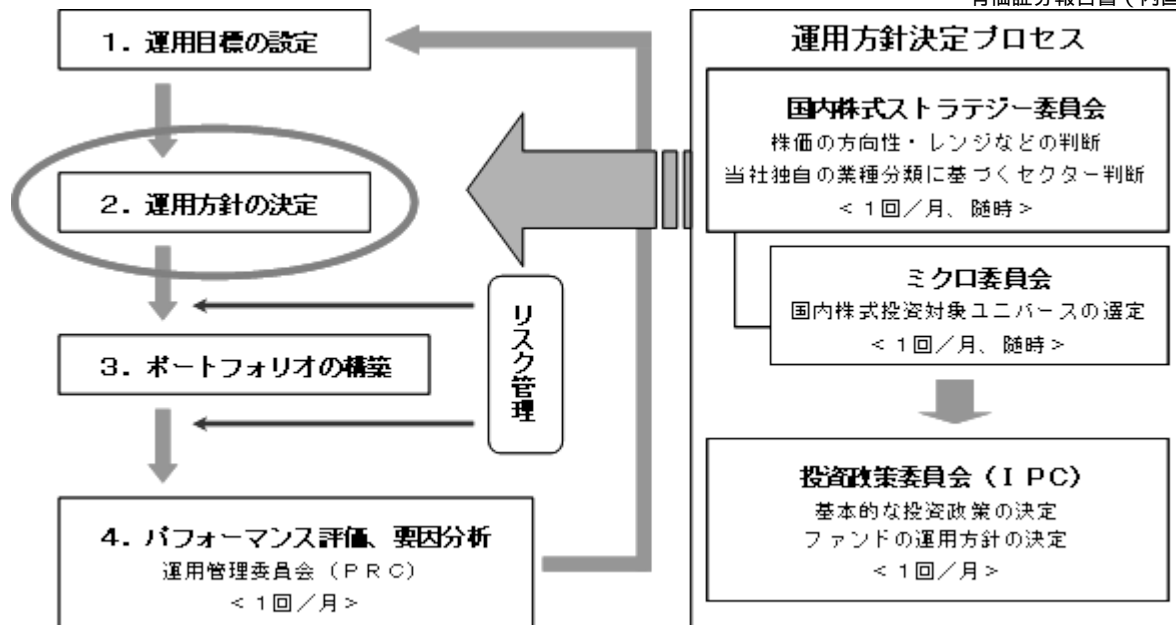 1．運用目標の設定
2．運用方針の決定
3．ポートフォリオの構築
4．パフォーマンス評価、要因分析
運用管理委員会（ＰＲＣ）
＜1回／月＞
リスク管理
運用方針決定プロセス
国内株式ストラテジー委員会
株価の方向性・レンジなどの判断
当社独自の業種分類に基づくセクター判断
＜1回／月、随時＞
ミクロ委員会
国内株式投資対象ユニバースの選定
＜1回／月、随時＞
投資政策委員会（ＩＰＣ）
基本的な投資政策の決定
ファンドの運用方針の決定
＜1回／月＞